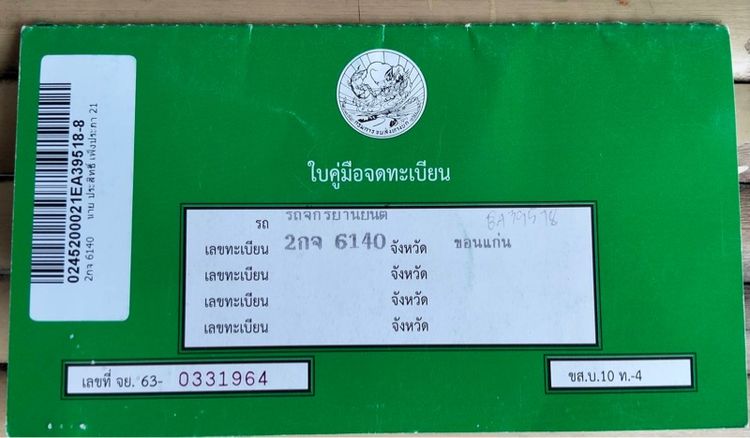 0245200021EA39518-8
2กจ 6140 นาย ประสิทธิ์ เพ็งประภา 21
ใบคู่มือจดทะเบียน
รถ รถจักรยานยนต์ EA39518
เลขทะเบียน 2กจ 6140 จังหวัด ขอนแก่น
เลขทะเบียน จังหวัด
เลขทะเบียน จังหวัด
เลขทะเบียน จังหวัด
เลขที่ จย. 63- 0331964
ขส.บ.10 ท.-4